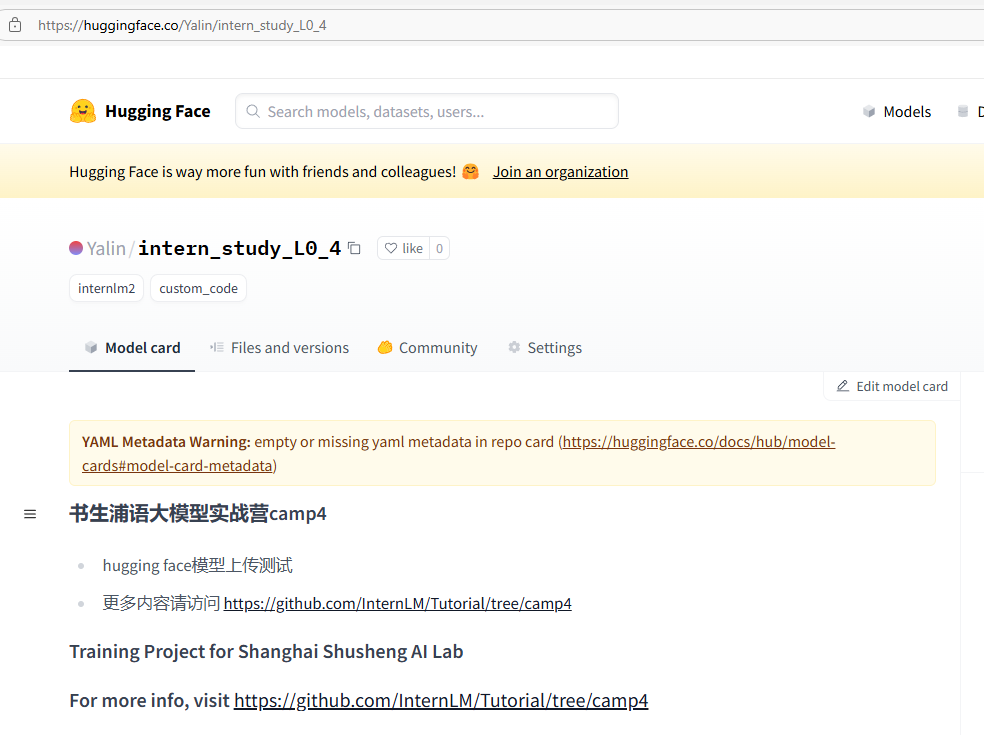 https://huggingface.co/Yalin/intern_study_L0_4
Hugging Face
Search models, datasets, users...
Models
D
Hugging Face is way more fun with friends and colleagues! 🤗 Join an organization
Yalin/intern_study_L0_4
like 0
internlm2 custom_code
Model card
Files and versions
Community
Settings
Edit model card
YAML Metadata Warning: empty or missing yaml metadata in repo card (https://huggingface.co/docs/hub/model-
cards#model-card-metadata)
书生浦语大模型实战营camp4
hugging face模型上传测试
更多内容请访问 https://github.com/InternLM/Tutorial/tree/camp4
Training Project for Shanghai Shusheng AI Lab
For more info, visit https://github.com/InternLM/Tutorial/tree/camp4